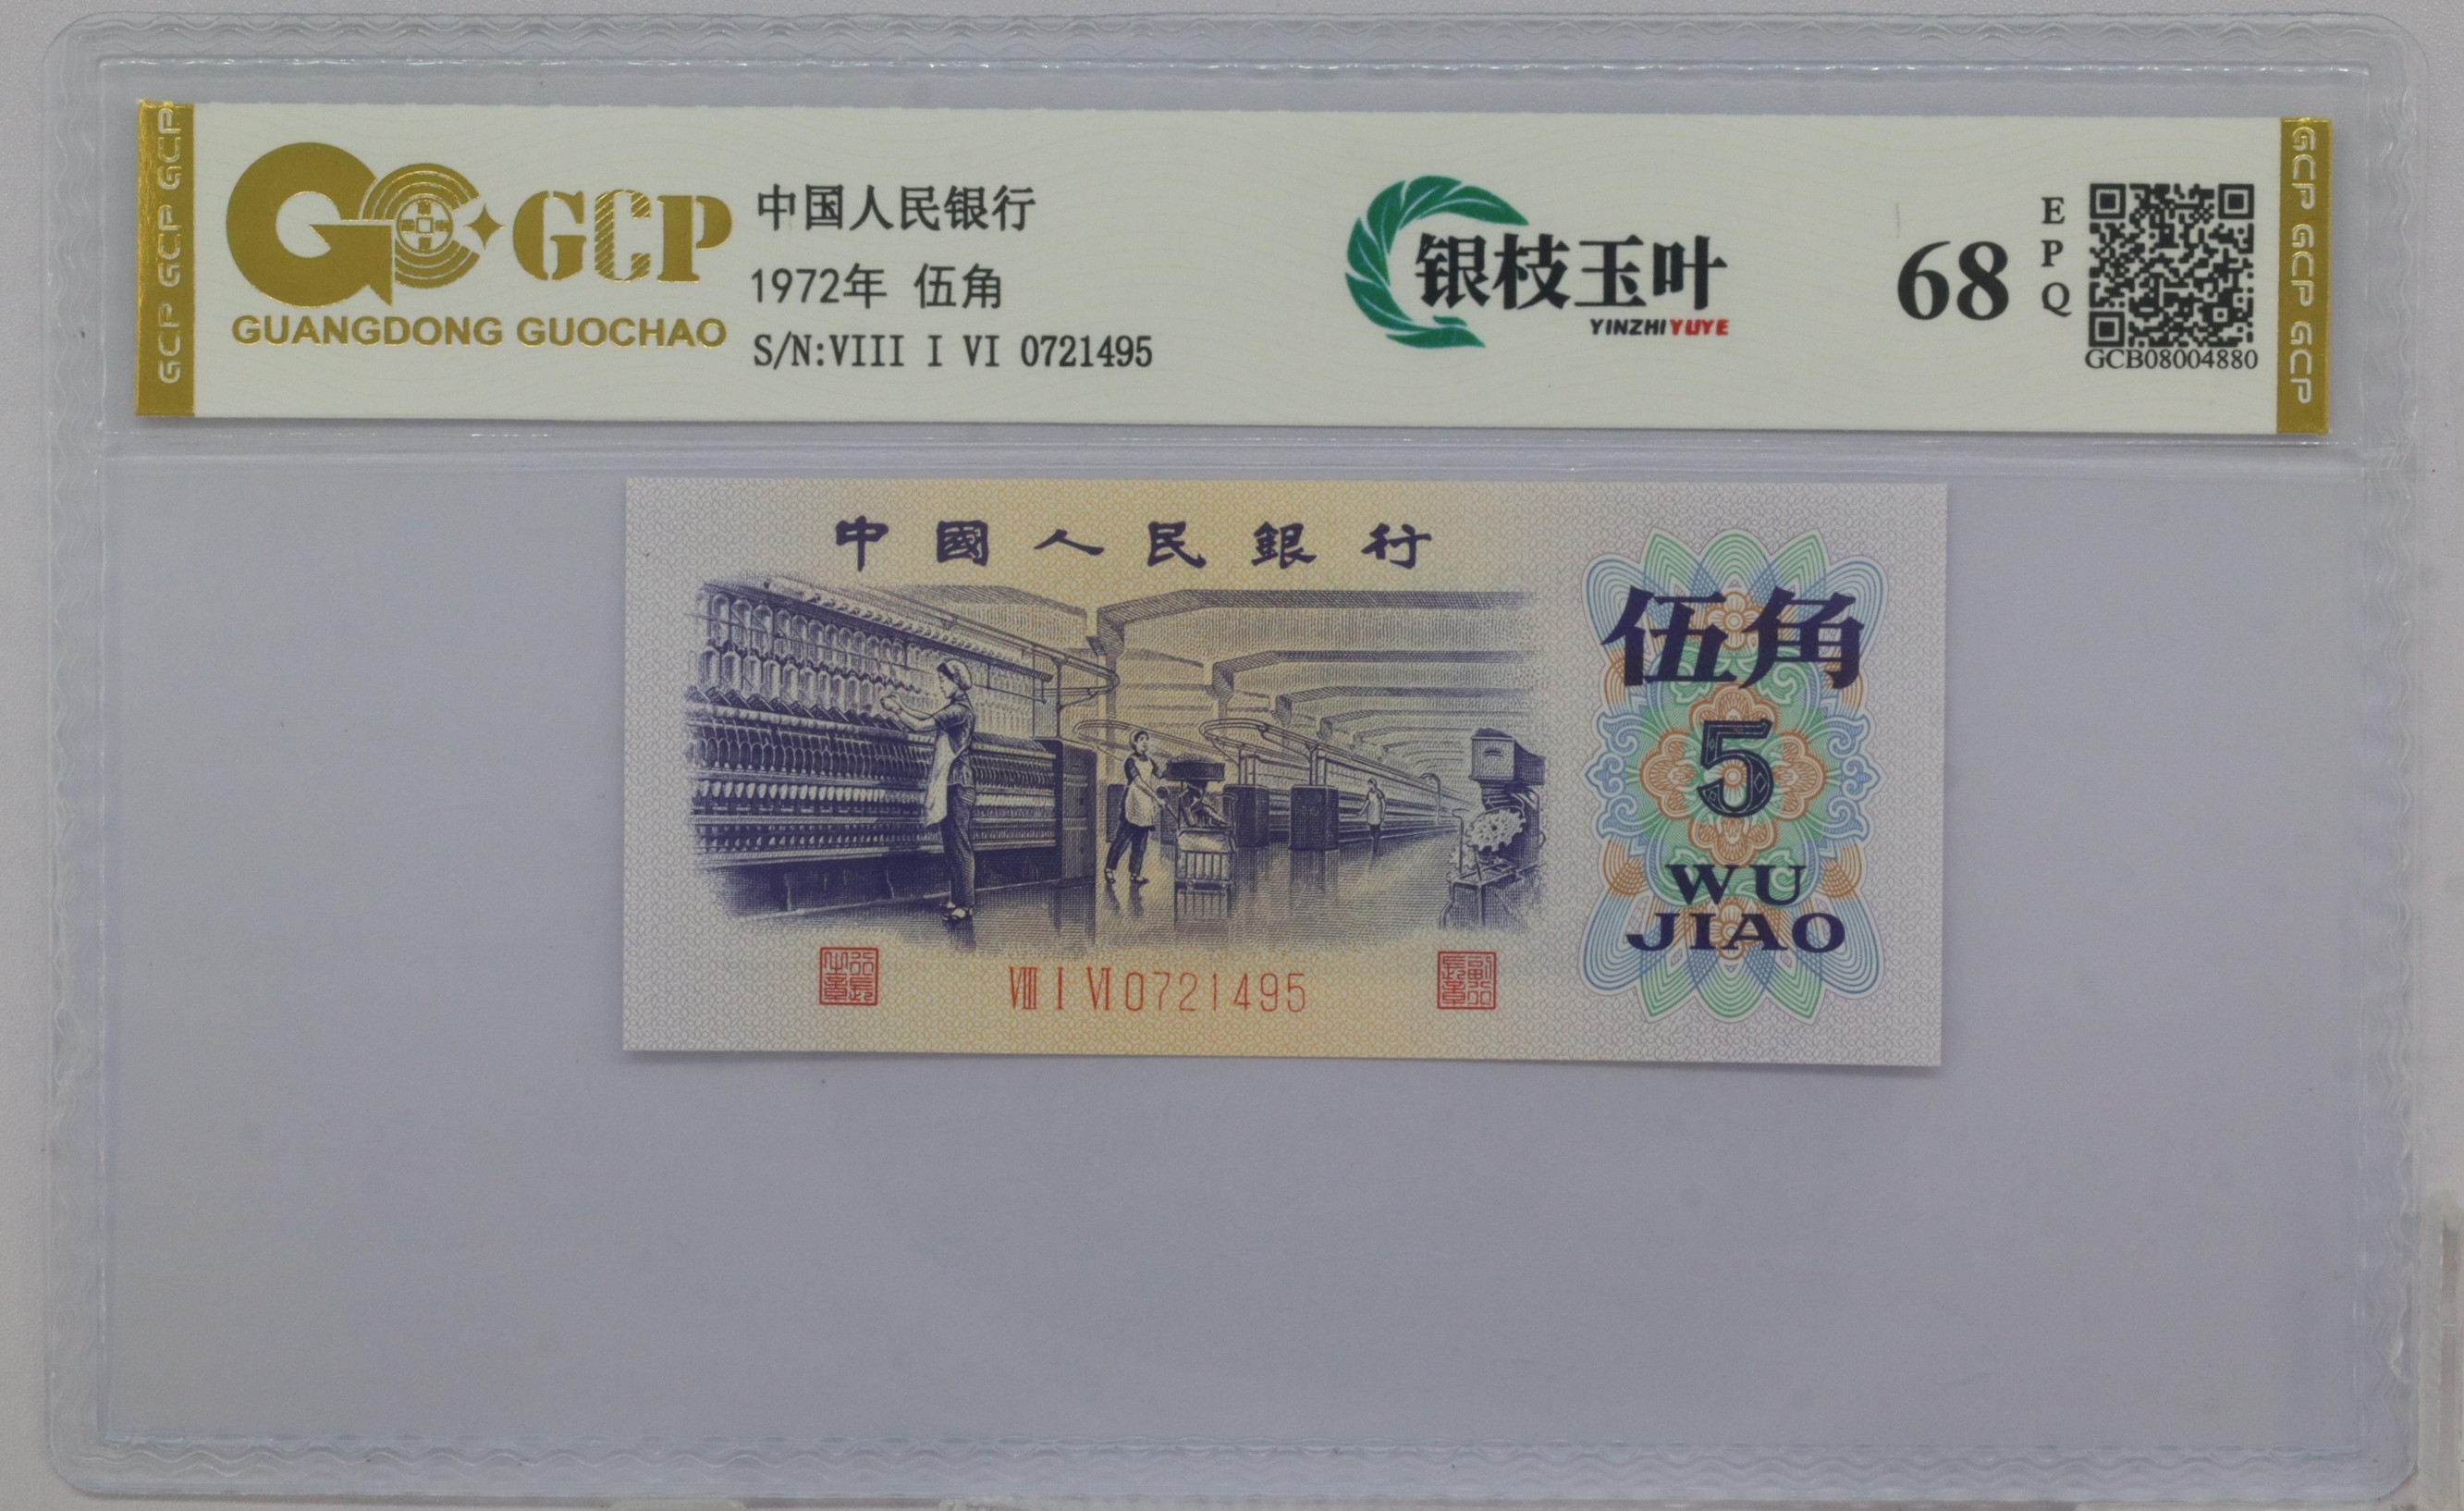 GCP GCP GCP
GCP
GUANGDONG GUOCHAO
中国人民银行
1972年 伍角
S/N:VIII I VI 0721495
银枝玉叶
YINZHIYUYE
68
EPQ
GCB08004880
GCP GCP GCP
中國人民銀行
伍角
5
WU
JIAO
VIII I VI 0721495